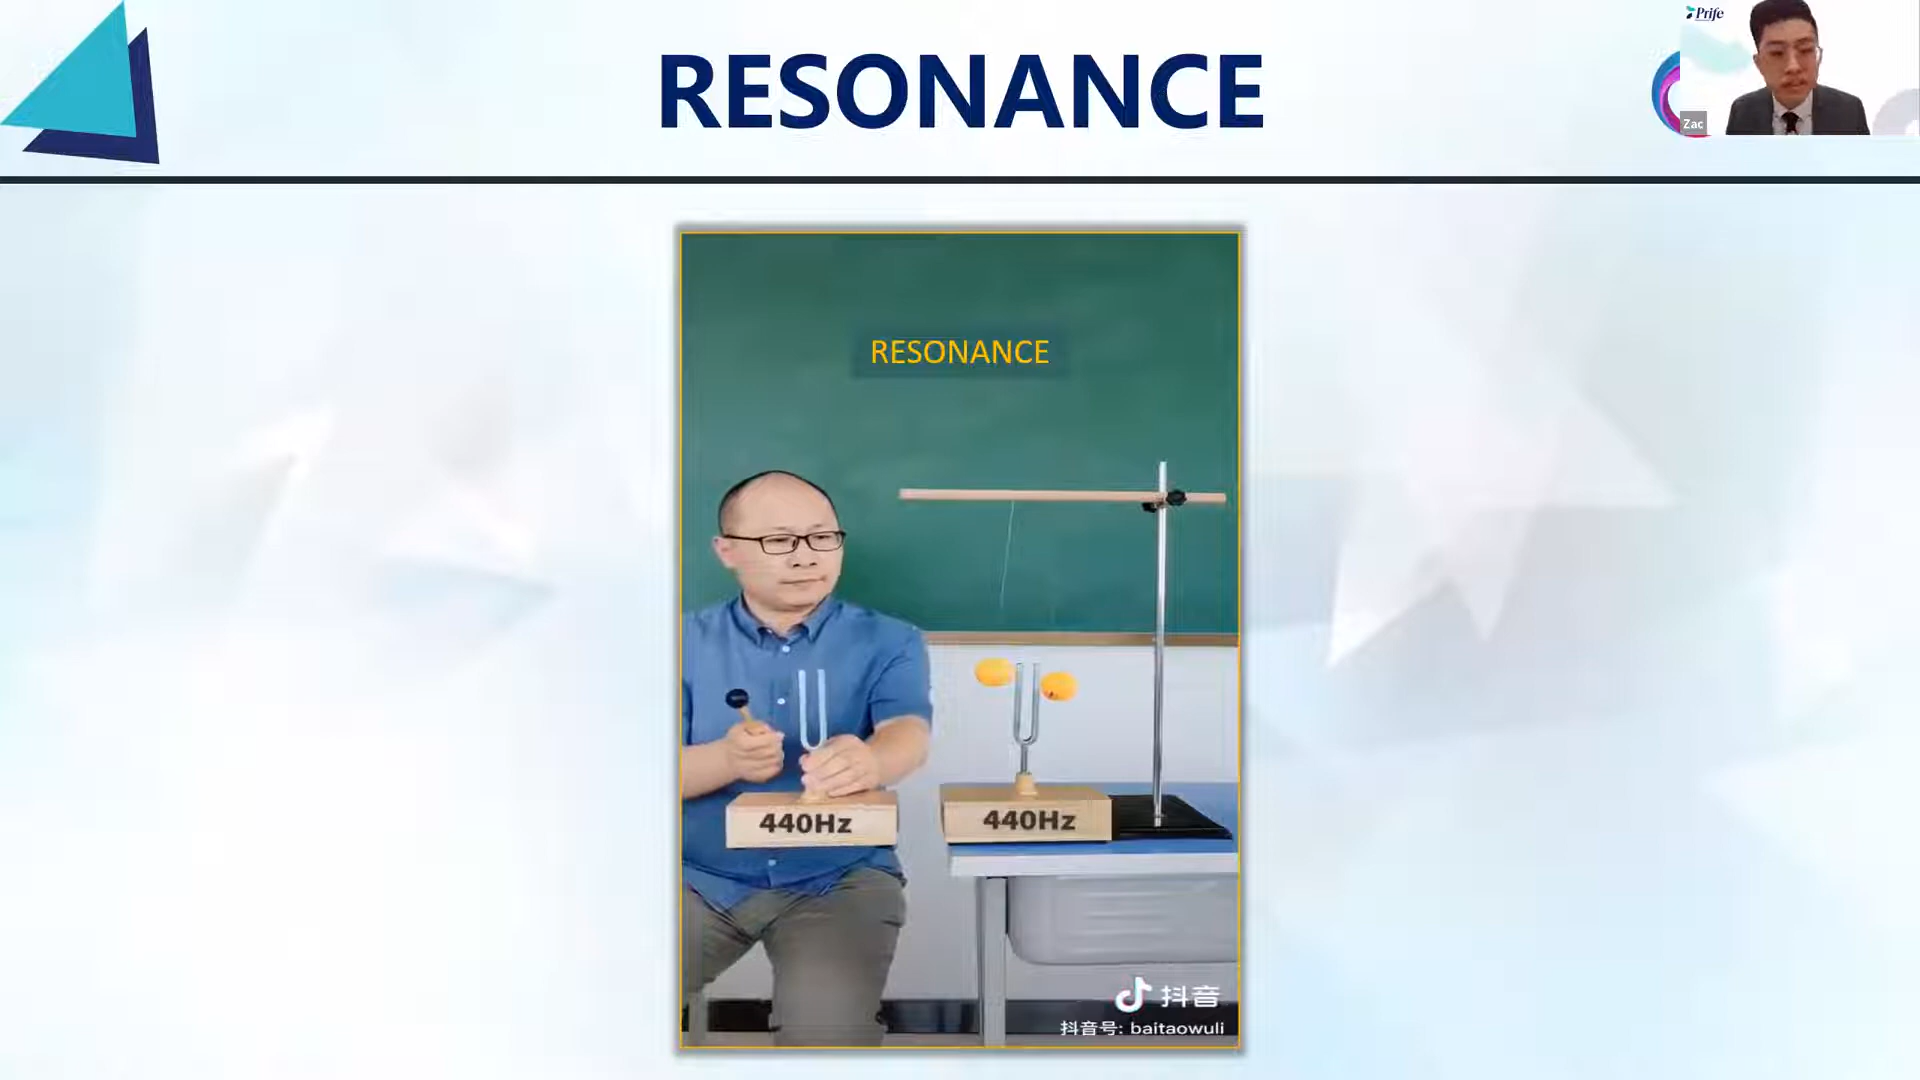 RESONANCE
Prife
Zac
RESONANCE
440Hz
440Hz
抖音
抖音号: baitaowuli